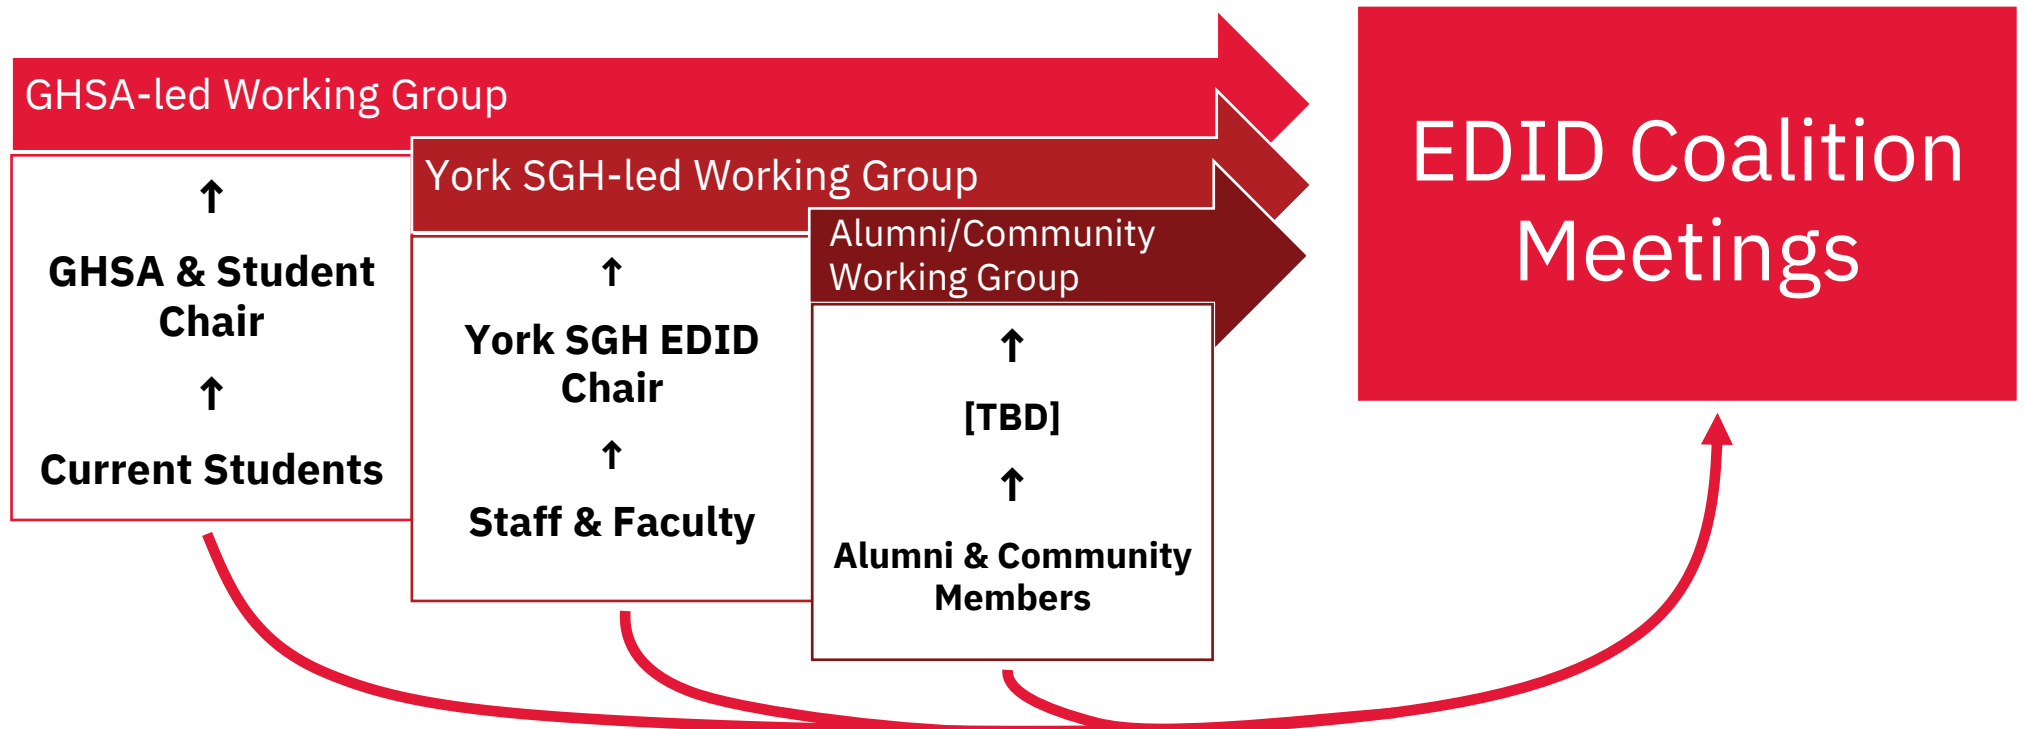 GHSA-led Working Group
↑
GHSA & Student
Chair
↑
Current Students
York SGH-led Working Group
↑
York SGH EDID
Chair
↑
Staff & Faculty
Alumni/Community
Working Group
↑
[TBD]
↑
Alumni & Community
Members
EDID Coalition
Meetings